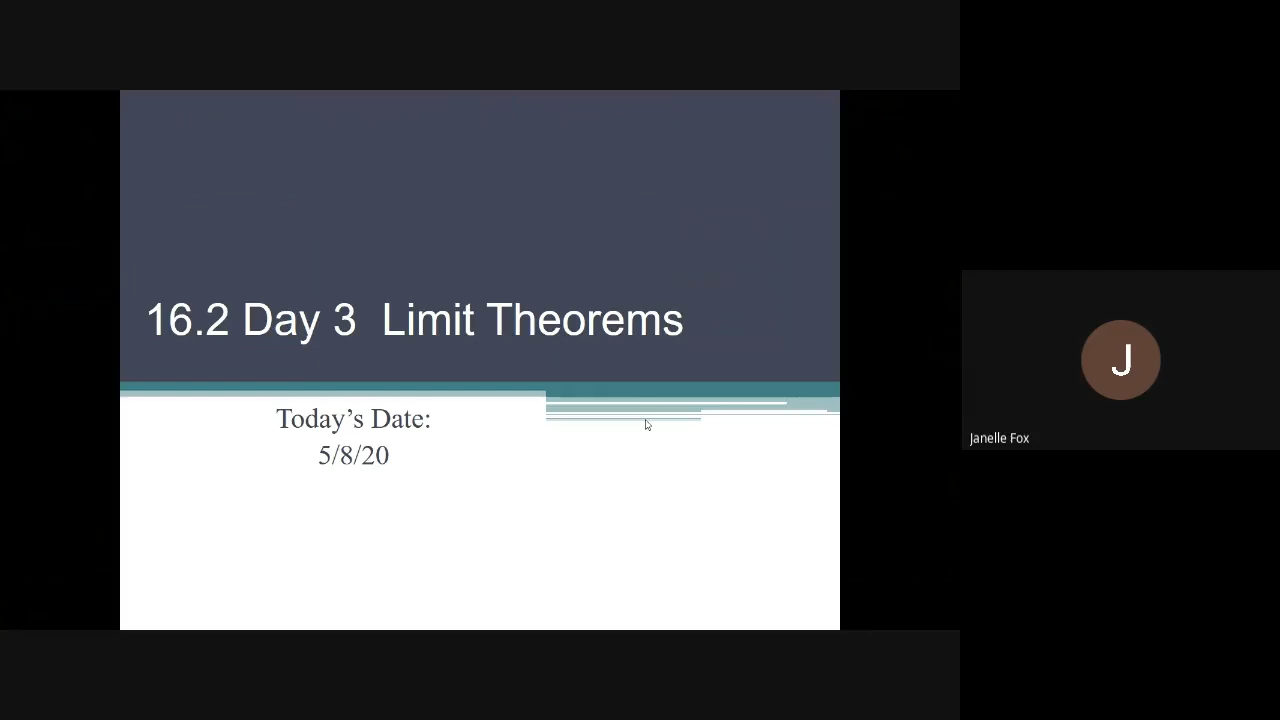 16.2 Day 3  Limit Theorems
Today’s Date:
5/8/20
J
Janelle Fox